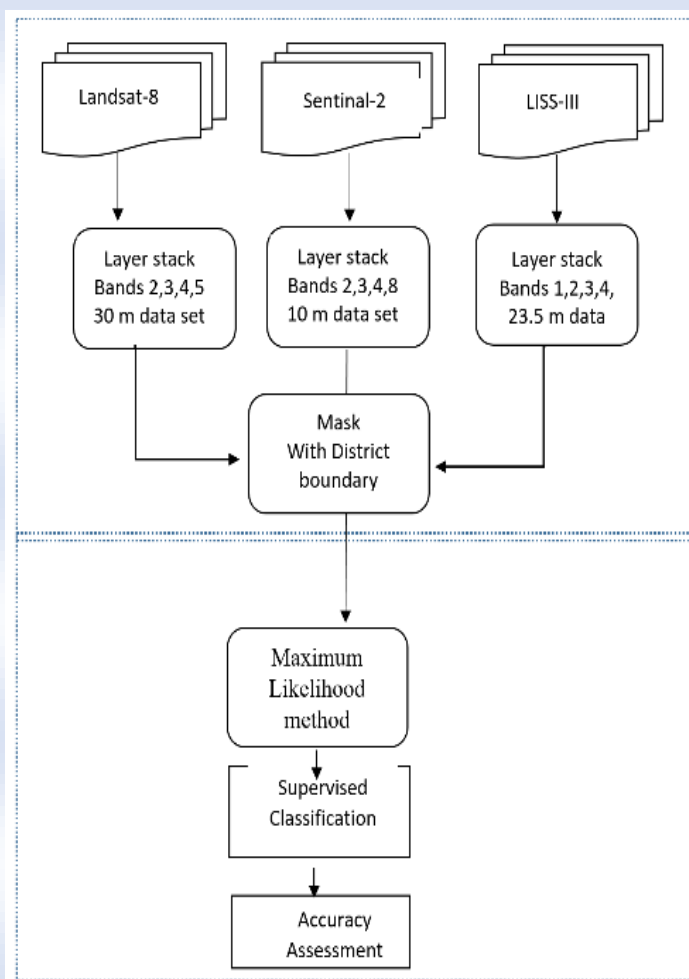 Landsat-8
Sentinal-2
LISS-III
Layer stack
Bands 2,3,4,5
30 m data set
Layer stack
Bands 2,3,4,8
10 m data set
Layer stack
Bands 1,2,3,4,
23.5 m data
Mask
With District
boundary
Maximum
Likelihood
method
Supervised
Classification
Accuracy
Assessment